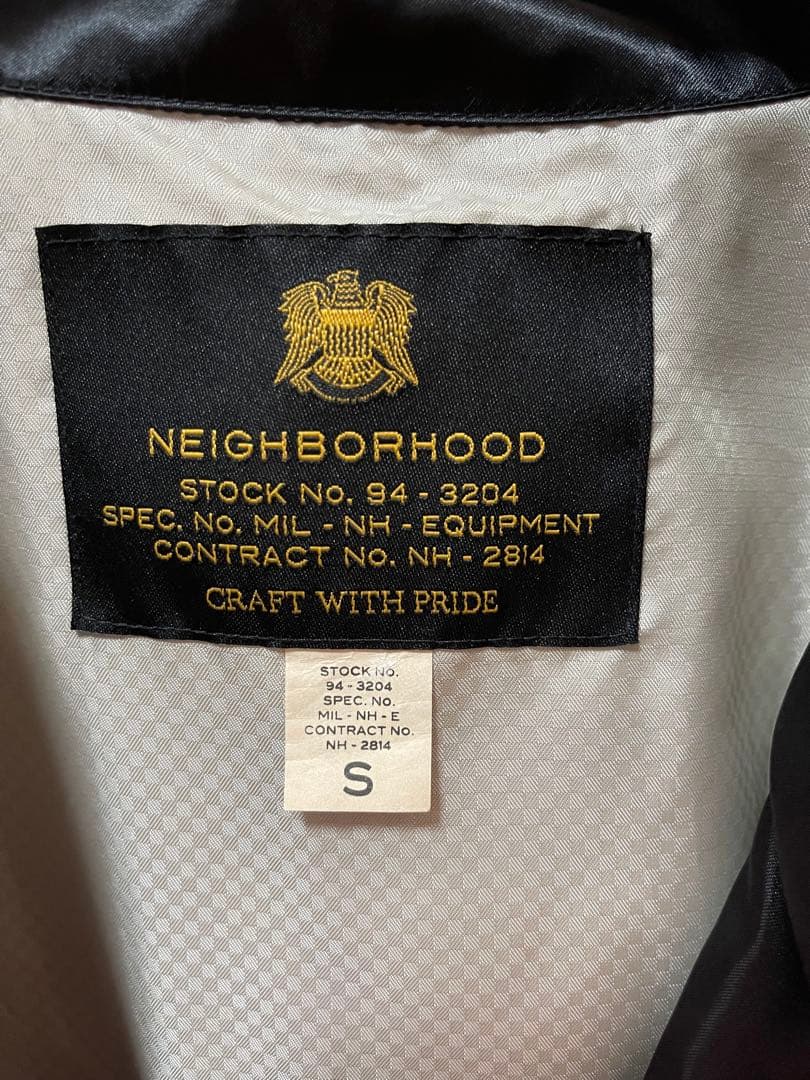 NEIGHBORHOOD
STOCK No. 94 - 3204
SPEC. No. MIL - NH - EQUIPMENT
CONTRACT No. NH - 2814
CRAFT WITH PRIDE
STOCK No.
94 - 3204
SPEC. No.
MIL - NH - E
CONTRACT No.
NH - 2814
S